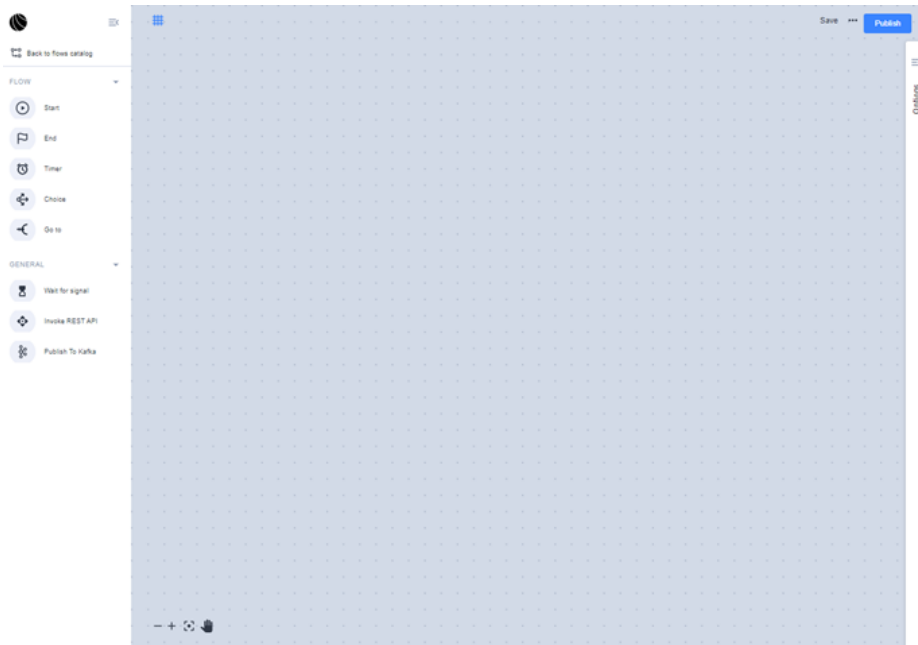 Save
Publish
Back to flows catalog
FLOW
Start
End
Timer
Choice
Go to
GENERAL
Wait for signal
Invoke REST API
Publish To Kafka
Options